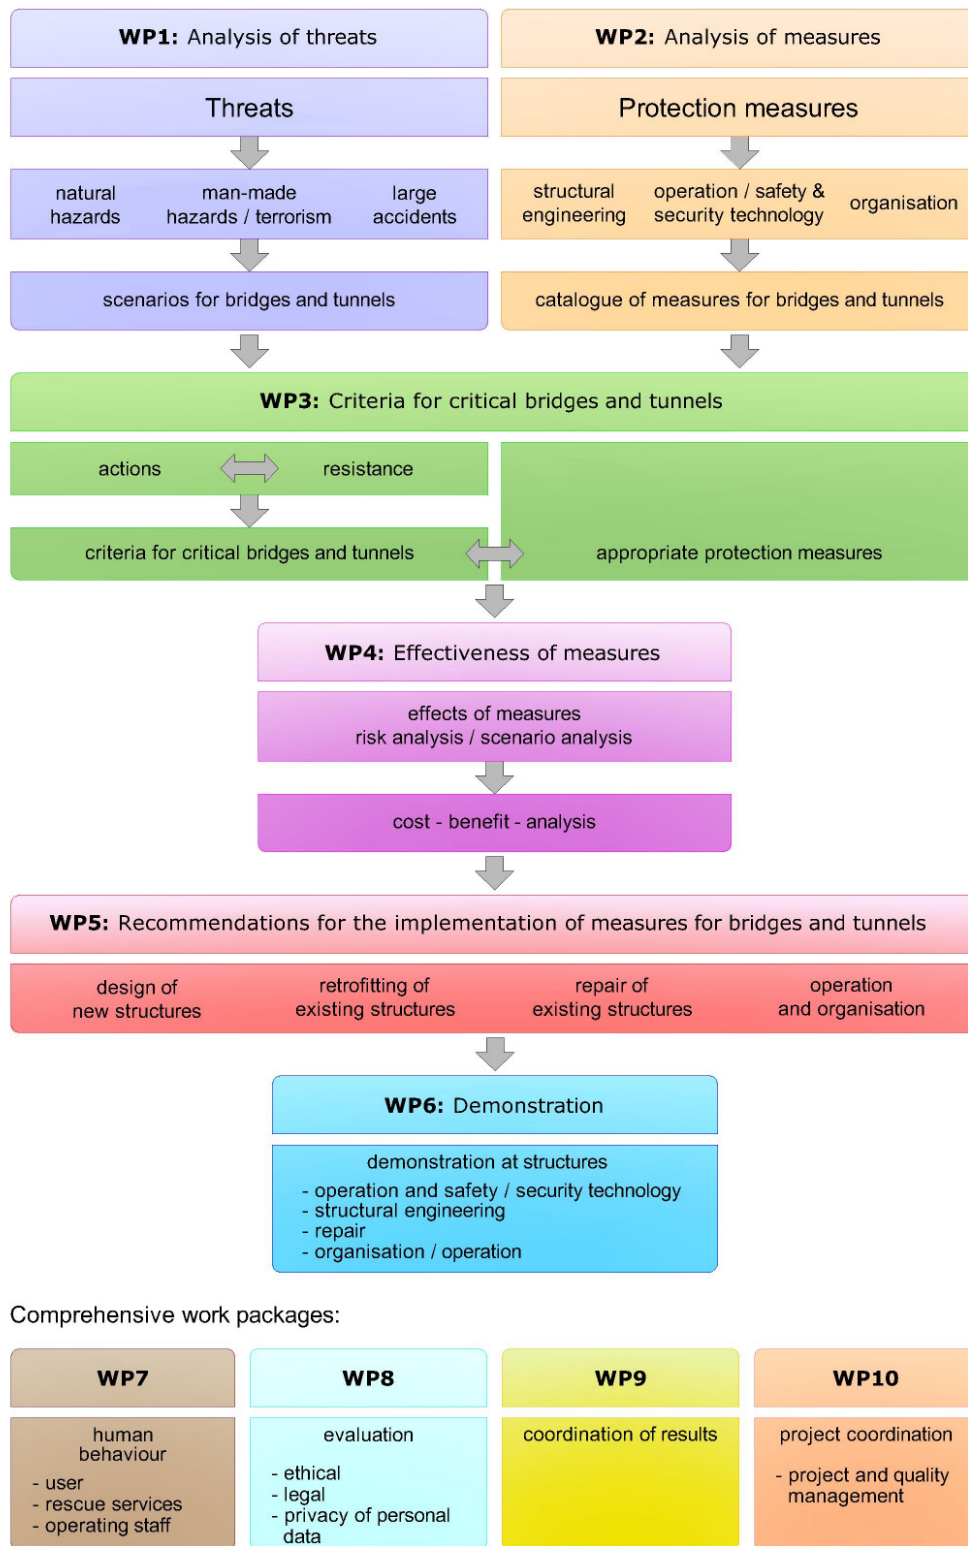 WP1: Analysis of threats
WP2: Analysis of measures
Threats
Protection measures
natural
hazards
man-made
hazards / terrorism
large
accidents
structural
engineering
operation / safety &
security technology
organisation
scenarios for bridges and tunnels
catalogue of measures for bridges and tunnels
WP3: Criteria for critical bridges and tunnels
actions
resistance
criteria for critical bridges and tunnels
appropriate protection measures
WP4: Effectiveness of measures
effects of measures
risk analysis / scenario analysis
cost - benefit - analysis
WP5: Recommendations for the implementation of measures for bridges and tunnels
design of
new structures
retrofitting of
existing structures
repair of
existing structures
operation
and organisation
WP6: Demonstration
demonstration at structures
- operation and safety / security technology
- structural engineering
- repair
- organisation / operation
Comprehensive work packages:
WP7
human
behaviour
- user
- rescue services
- operating staff
WP8
evaluation
- ethical
- legal
- privacy of personal
data
WP9
coordination of results
WP10
project coordination
- project and quality
management